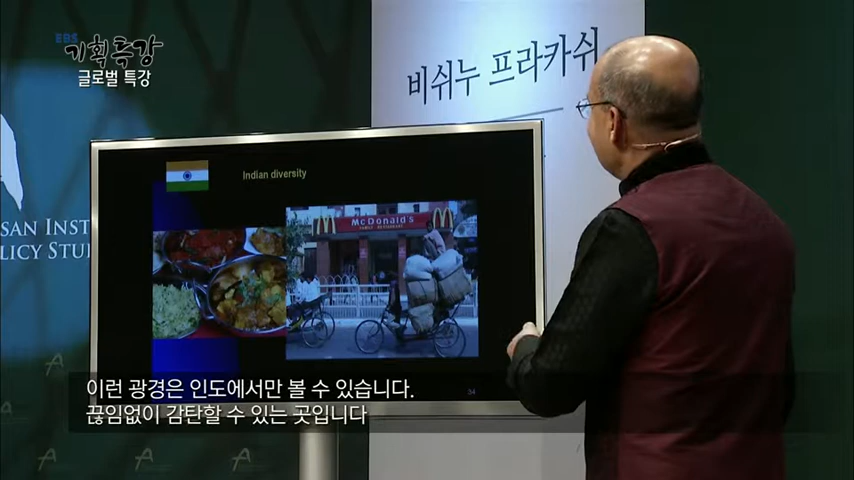 EBS
기획특강
글로벌 특강
비쉬누 프라카쉬
SAN INST
LICY STUD
Indian diversity
McDonald's
FAMILY RESTAURANT
34
이런 광경은 인도에서만 볼 수 있습니다.
끊임없이 감탄할 수 있는 곳입니다